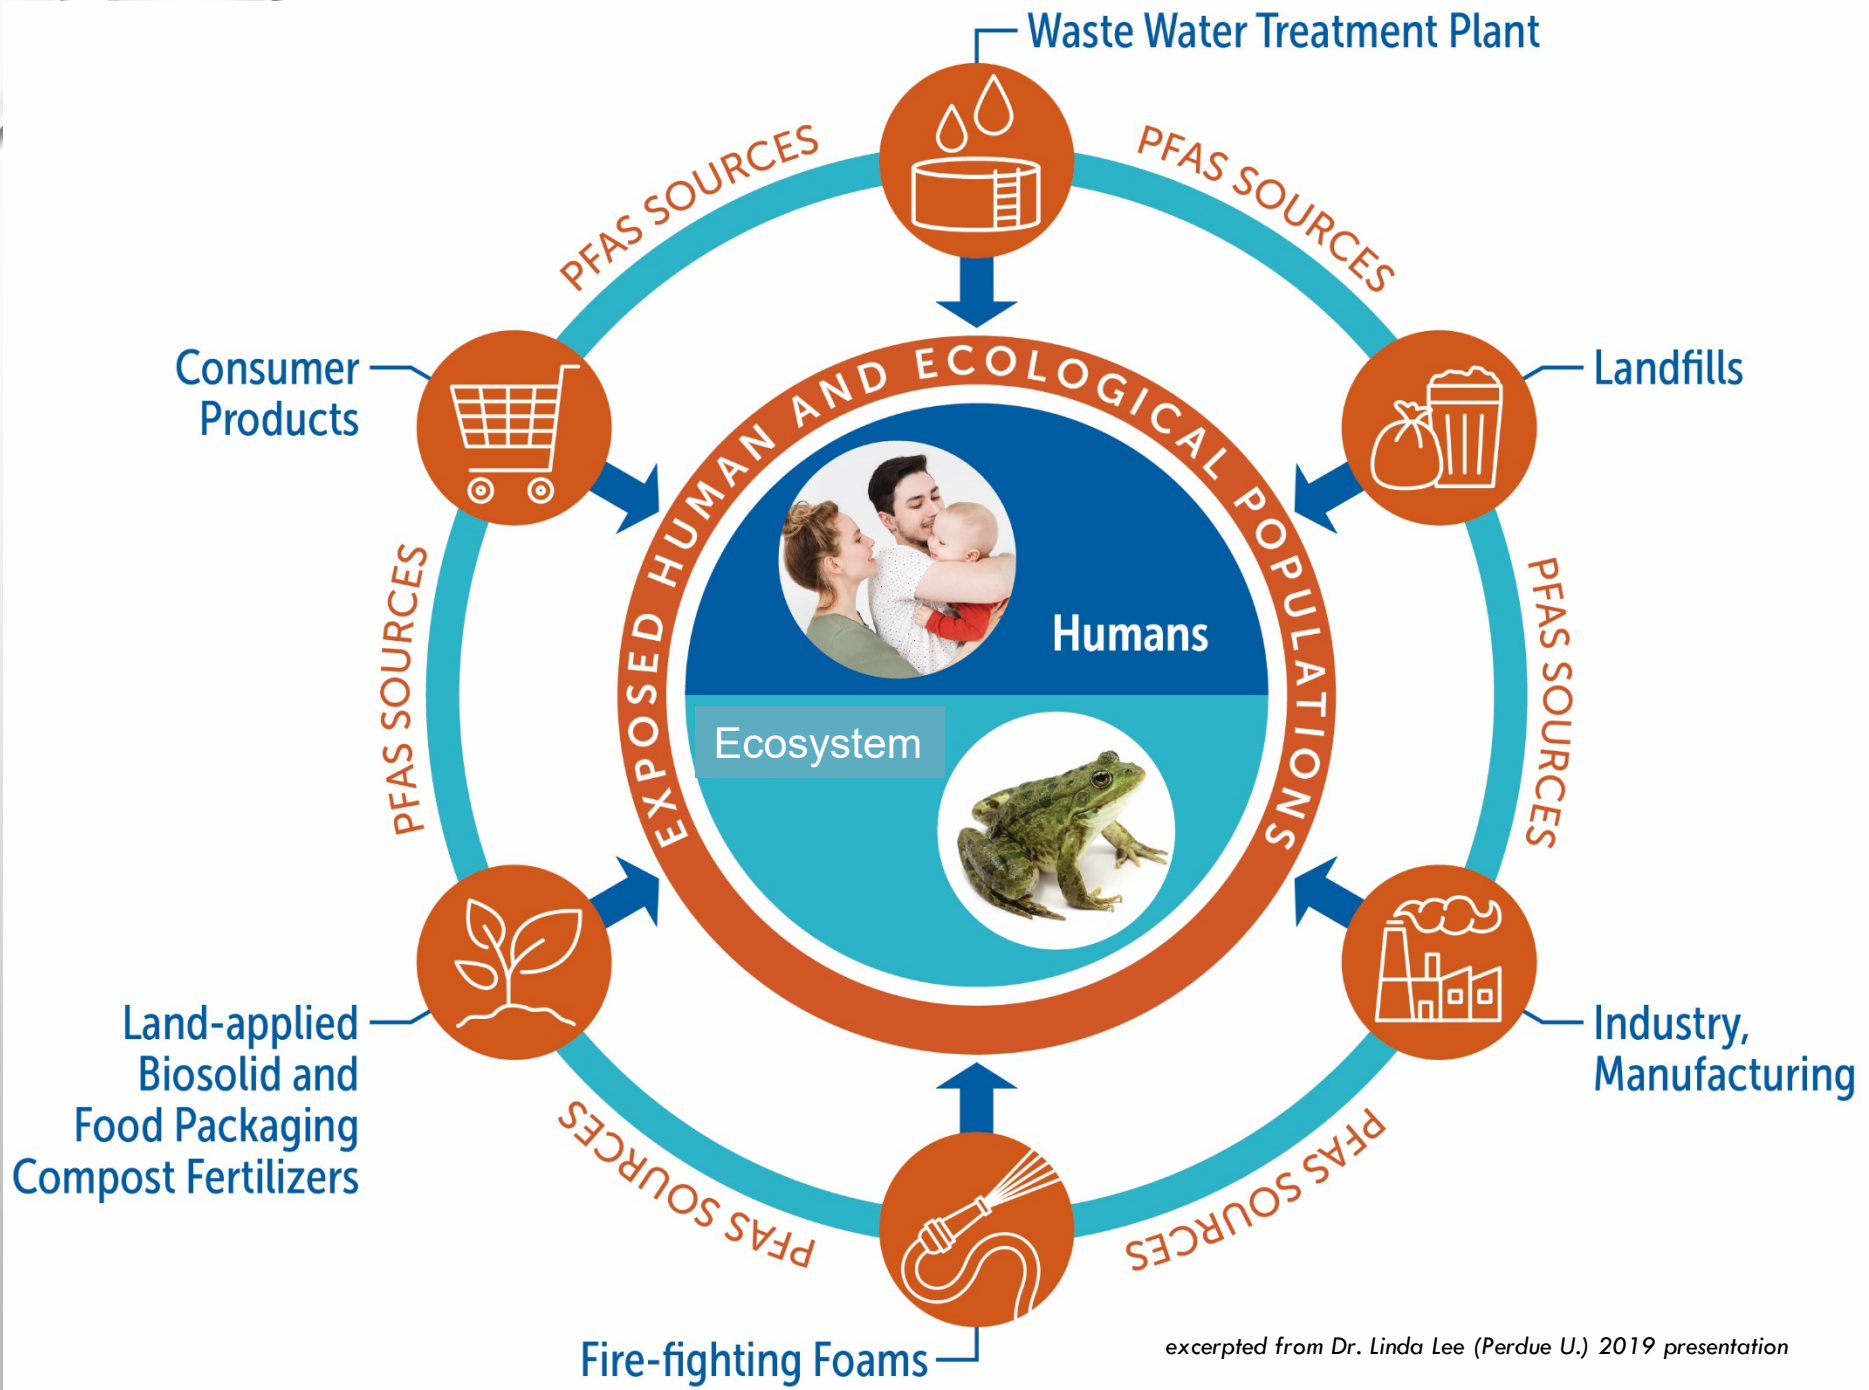 Waste Water Treatment Plant
PFAS SOURCES
PFAS SOURCES
Consumer
Products
Landfills
EXPOSED HUMAN AND ECOLOGICAL POPULATIONS
Humans
Ecosystem
PFAS SOURCES
PFAS SOURCES
Land-applied
Biosolid and
Food Packaging
Compost Fertilizers
Industry,
Manufacturing
PFAS SOURCES
PFAS SOURCES
Fire-fighting Foams
excerpted from Dr. Linda Lee (Perdue U.) 2019 presentation